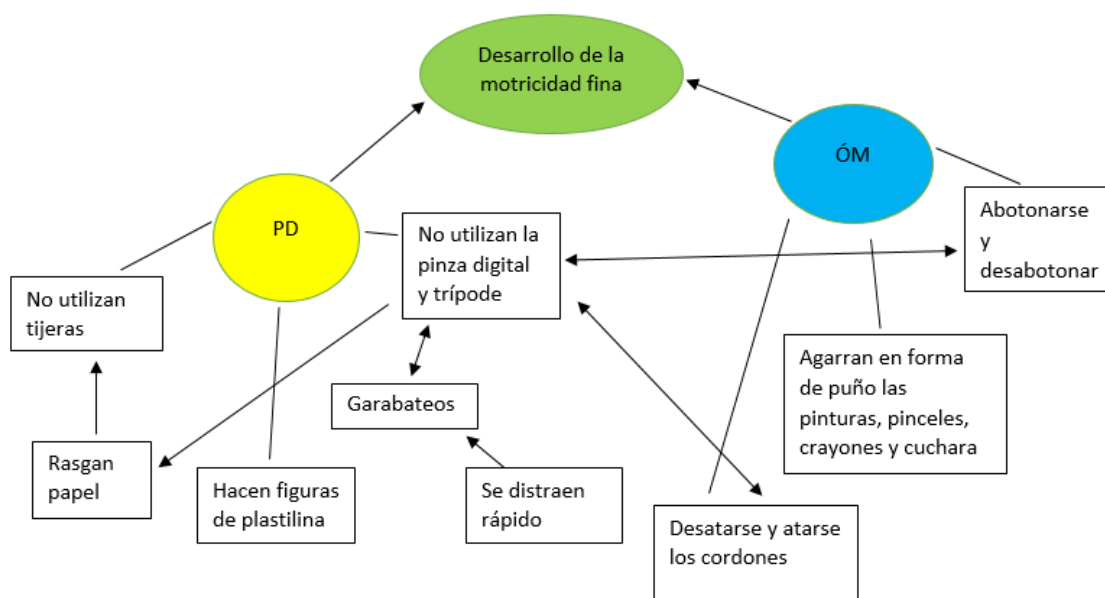 Desarrollo de la
motricidad fina
ÓM
PD
Abotonarse
y
desabotonar
No utilizan la
pinza digital
y trípode
No utilizan
tijeras
Agarran en forma
de puño las
pinturas, pinceles,
crayones y cuchara
Garabateos
Rasgan
papel
Hacen figuras
de plastilina
Se distraen
rápido
Desatarse y atarse
los cordones